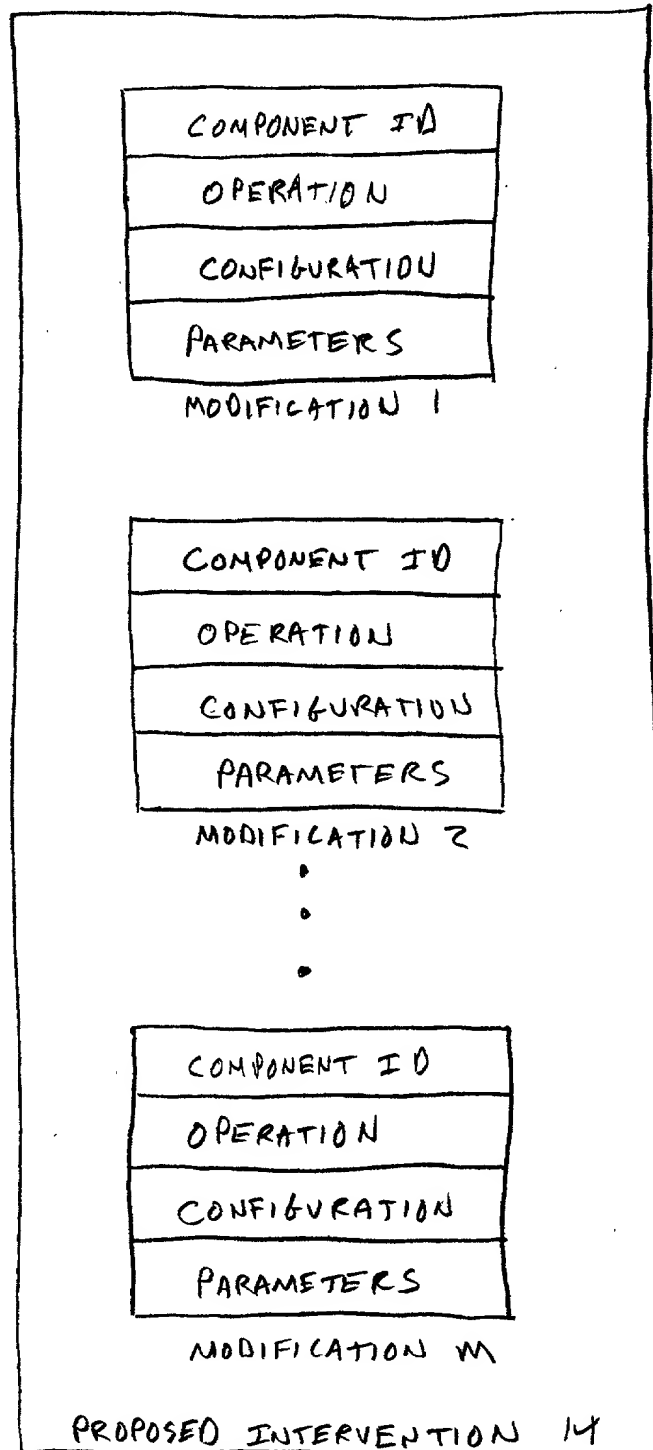 COMPONENT ID
OPERATION
CONFIGURATION
PARAMETERS
MODIFICATION 1
COMPONENT ID
OPERATION
CONFIGURATION
PARAMETERS
MODIFICATION 2
COMPONENT ID
OPERATION
CONFIGURATION
PARAMETERS
MODIFICATION M
PROPOSED INTERVENTION 14